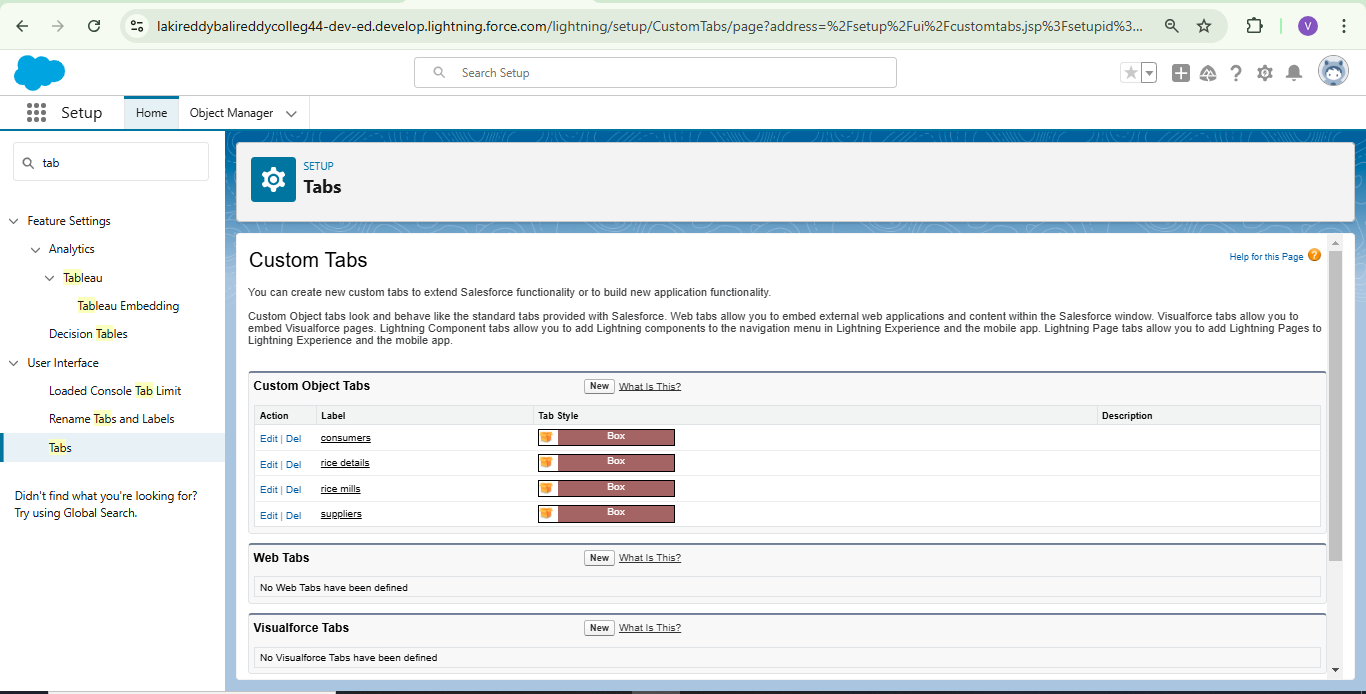 lakireddybalireddycolleg44-dev-ed.develop.lightning.force.com/lightning/setup/CustomTabs/page?address=%2Fsetup%2Fui%2Fcustomtabs.jsp%3Fsetupid%3...
V
Search Setup
Setup
Home
Object Manager
tab
Feature Settings
Analytics
Tableau
Tableau Embedding
Decision Tables
User Interface
Loaded Console Tab Limit
Rename Tabs and Labels
Tabs
Didn't find what you're looking for?
Try using Global Search.
SETUP
Tabs
Custom Tabs
Help for this Page ?
You can create new custom tabs to extend Salesforce functionality or to build new application functionality.
Custom Object tabs look and behave like the standard tabs provided with Salesforce. Web tabs allow you to embed external web applications and content within the Salesforce window. Visualforce tabs allow you to
embed Visualforce pages. Lightning Component tabs allow you to add Lightning components to the navigation menu in Lightning Experience and the mobile app. Lightning Page tabs allow you to add Lightning Pages to
Lightning Experience and the mobile app.
Custom Object Tabs New What Is This?
Action Label Tab Style Description
Edit | Del consumers Box
Edit | Del rice details Box
Edit | Del rice mills Box
Edit | Del suppliers Box
Web Tabs New What Is This?
No Web Tabs have been defined
Visualforce Tabs New What Is This?
No Visualforce Tabs have been defined